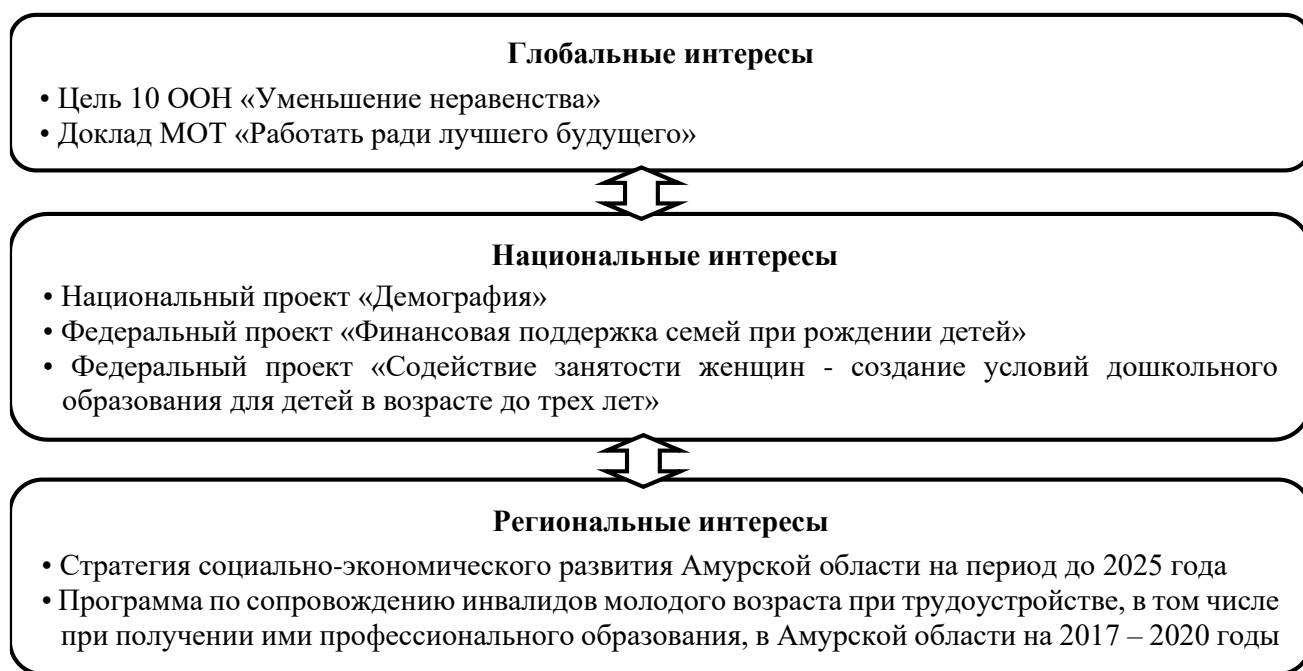 Глобальные интересы
• Цель 10 ООН «Уменьшение неравенства»
• Доклад МОТ «Работать ради лучшего будущего»
Национальные интересы
• Национальный проект «Демография»
• Федеральный проект «Финансовая поддержка семей при рождении детей»
• Федеральный проект «Содействие занятости женщин - создание условий дошкольного
образования для детей в возрасте до трех лет»
Региональные интересы
• Стратегия социально-экономического развития Амурской области на период до 2025 года
• Программа по сопровождению инвалидов молодого возраста при трудоустройстве, в том числе
при получении ими профессионального образования, в Амурской области на 2017 – 2020 годы